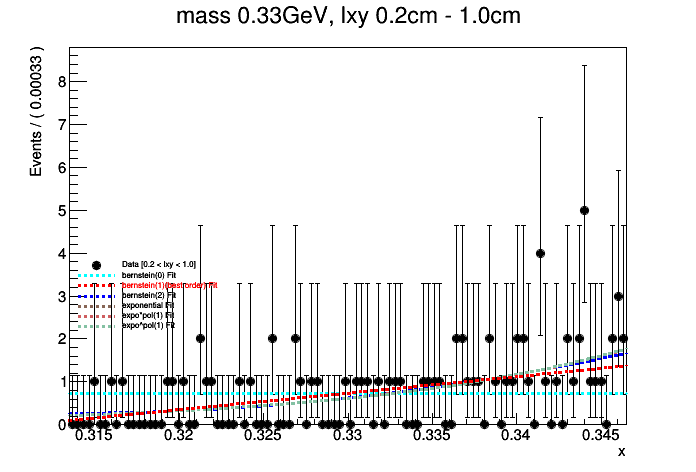 mass 0.33GeV, lxy 0.2cm - 1.0cm
Events / ( 0.00033 )
8
7
6
5
4
3
2
1
0
Data [0.2 < lxy < 1.0]
bernstein(0) Fit
bernstein(1)(best order) Fit
bernstein(2) Fit
exponential Fit
expo*pol(1) Fit
expo^pol(1) Fit
0.315 0.32 0.325 0.33 0.335 0.34 0.345
x